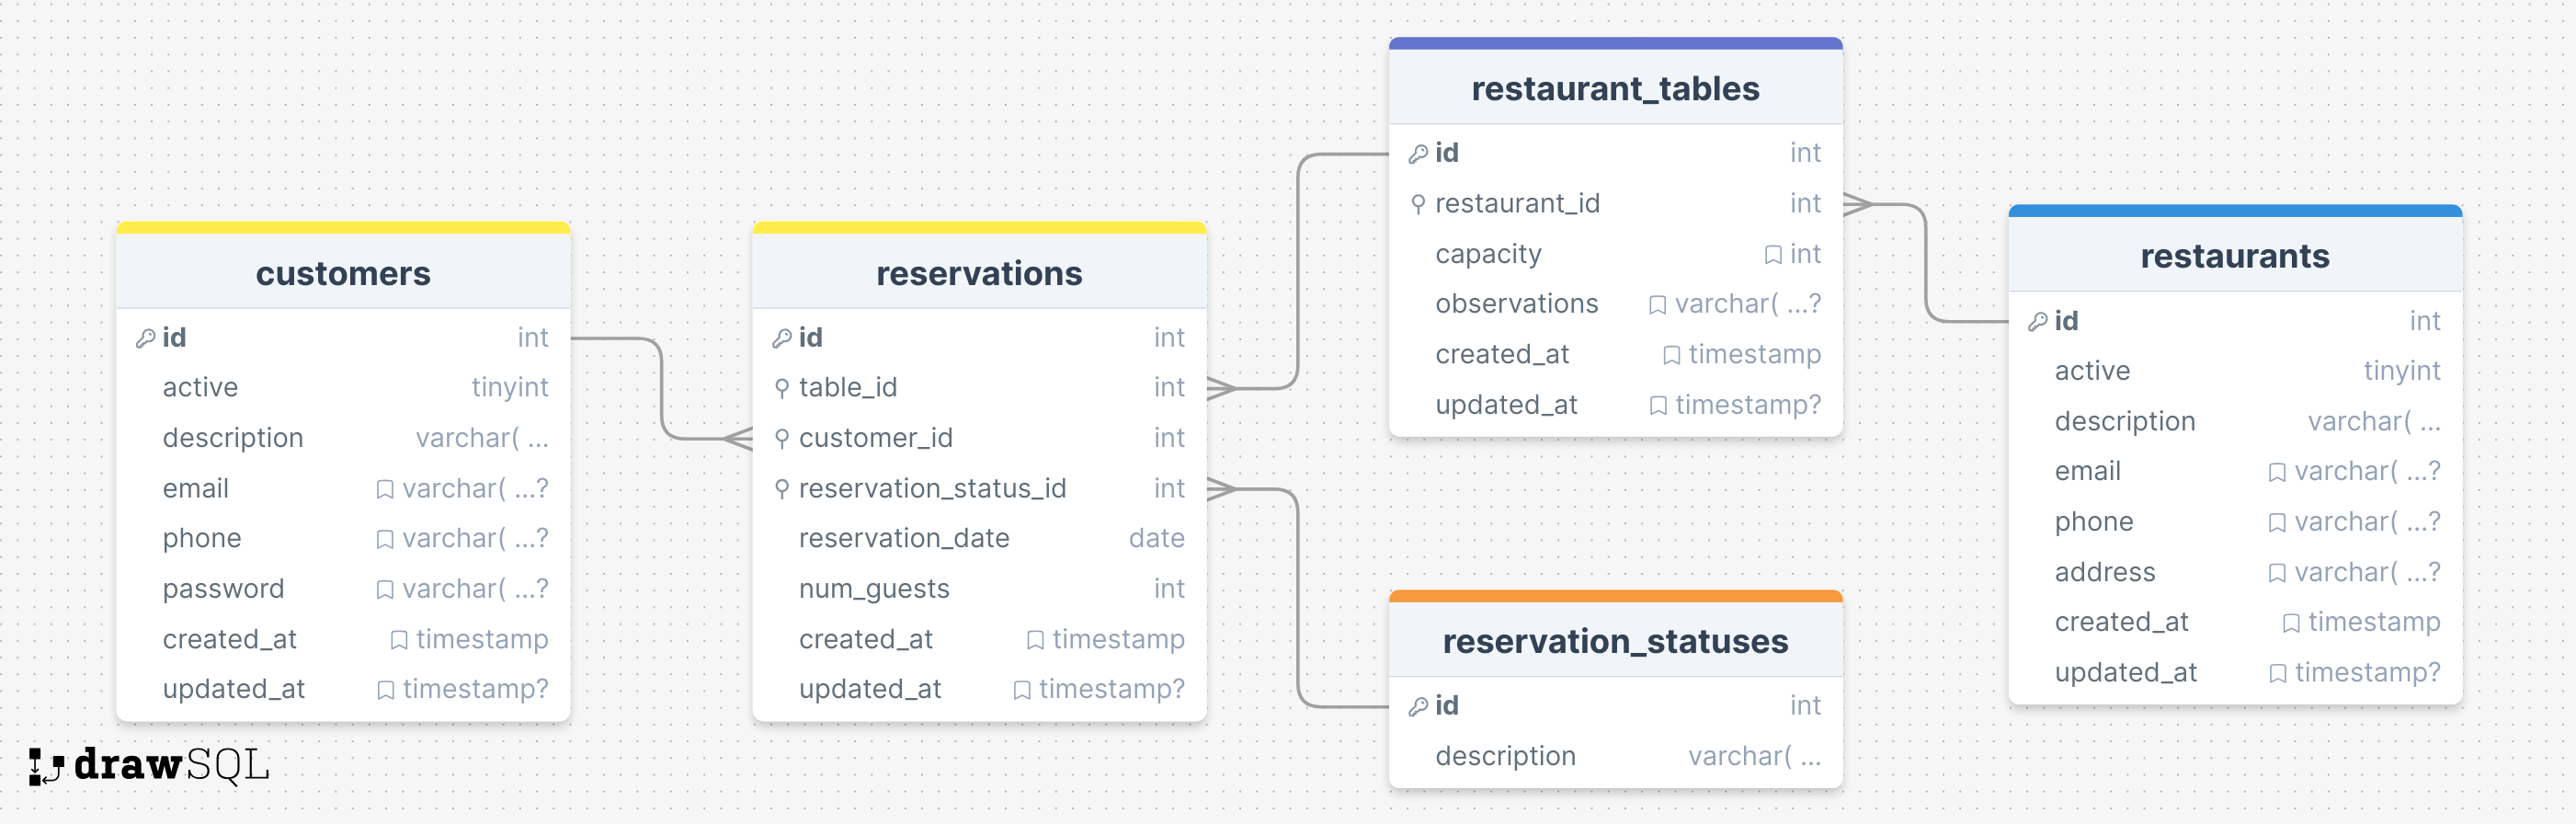 customers
id int
active tinyint
description varchar( ...
email varchar( ...?
phone varchar( ...?
password varchar( ...?
created_at timestamp
updated_at timestamp?
reservations
id int
table_id int
customer_id int
reservation_status_id int
reservation_date date
num_guests int
created_at timestamp
updated_at timestamp?
restaurant_tables
id int
restaurant_id int
capacity int
observations varchar( ...?
created_at timestamp
updated_at timestamp?
reservation_statuses
id int
description varchar( ...
restaurants
id int
active tinyint
description varchar( ...
email varchar( ...?
phone varchar( ...?
address varchar( ...?
created_at timestamp
updated_at timestamp?
drawSQL